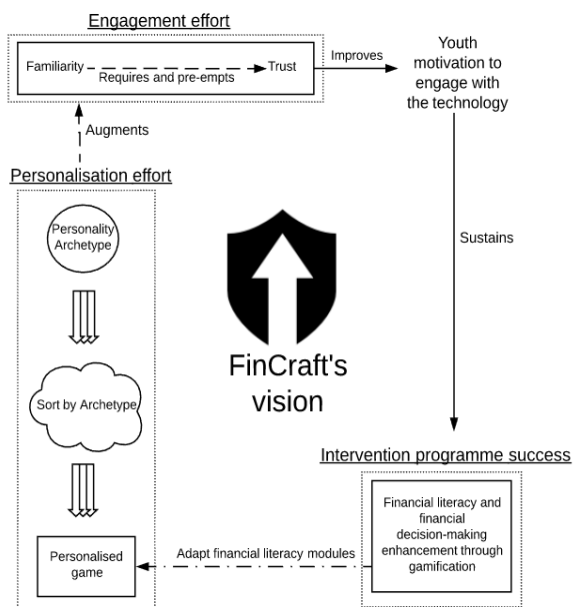 Engagement effort
Familiarity
Requires and pre-empts
Trust
Improves
Youth
motivation to
engage with
the technology
Augments
Personalisation effort
Personality
Archetype
Sort by Archetype
Personalised
game
FinCraft's
vision
Sustains
Intervention programme success
Financial literacy and
financial
decision-making
enhancement through
gamification
Adapt financial literacy modules